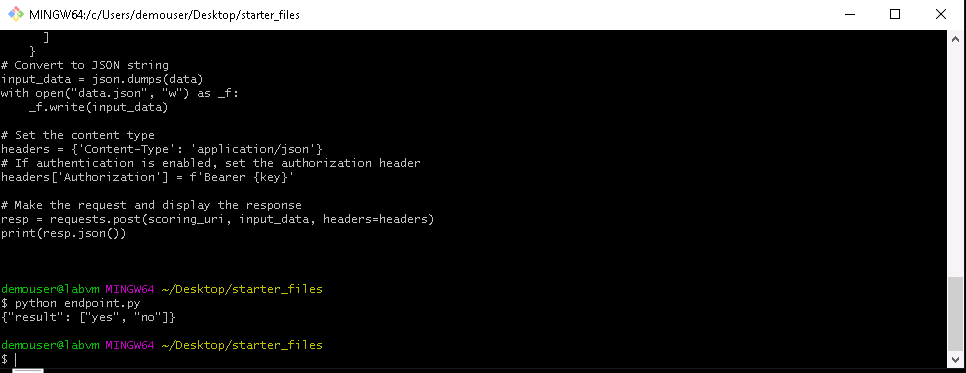 MINGW64:/c/Users/demouser/Desktop/starter_files
        ]
    }
# Convert to JSON string
input_data = json.dumps(data)
with open("data.json", "w") as _f:
    _f.write(input_data)

# Set the content type
headers = {'Content-Type': 'application/json'}
# If authentication is enabled, set the authorization header
headers['Authorization'] = f'Bearer {key}'

# Make the request and display the response
resp = requests.post(scoring_uri, input_data, headers=headers)
print(resp.json())

demouser@labvm MINGW64 ~/Desktop/starter_files
$ python endpoint.py
{"result": ["yes", "no"]}

demouser@labvm MINGW64 ~/Desktop/starter_files
$